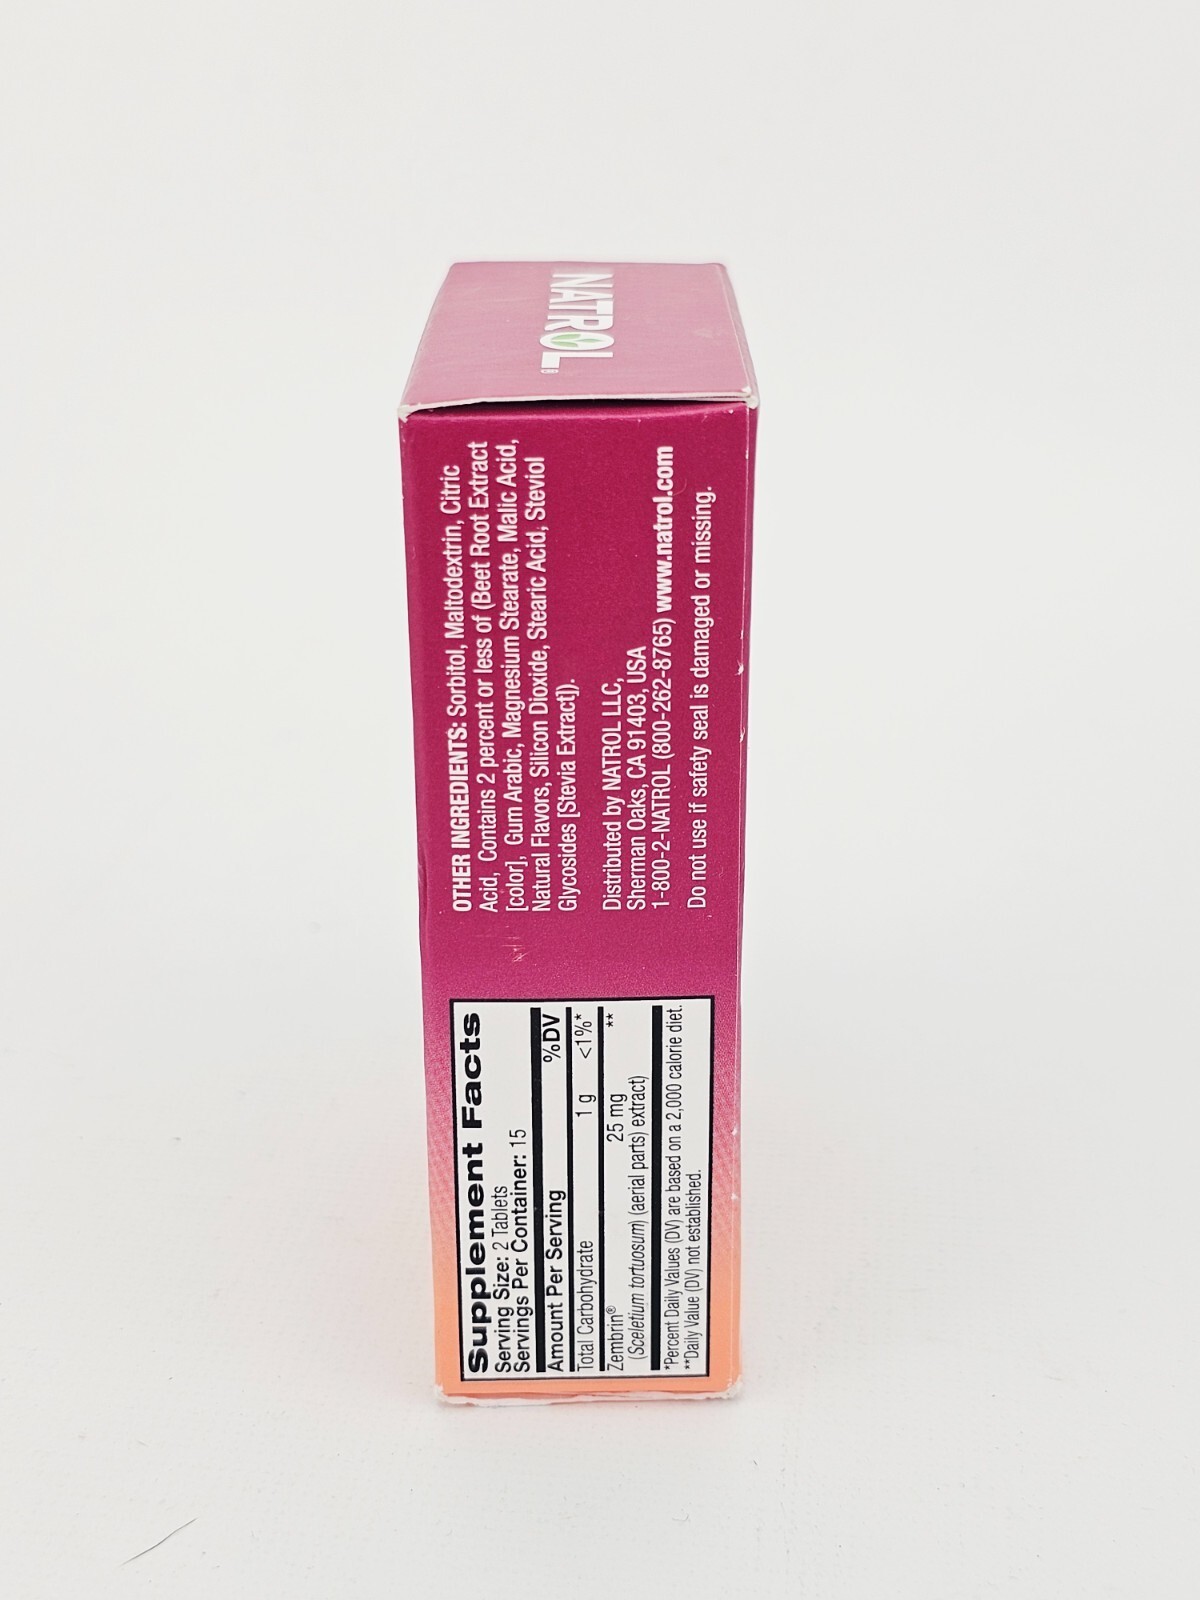 NATROL®
OTHER INGREDIENTS: Sorbitol, Maltodextrin, Citric
Acid, Contains 2 percent or less of (Beet Root Extract
[color], Gum Arabic, Magnesium Stearate, Malic Acid,
Natural Flavors, Silicon Dioxide, Stearic Acid, Steviol
Glycosides [Stevia Extract]).
Distributed by NATROL LLC,
Sherman Oaks, CA 91403, USA
1-800-2-NATROL (800-262-8765) www.natrol.com
Do not use if safety seal is damaged or missing.
Supplement Facts
Serving Size: 2 Tablets
Servings Per Container: 15
Amount Per Serving %DV
Total Carbohydrate 1 g <1%*
Zembrin® 25 mg **
(Sceletium tortuosum) (aerial parts) extract)
*Percent Daily Values (DV) are based on a 2,000 calorie diet.
**Daily Value (DV) not established.